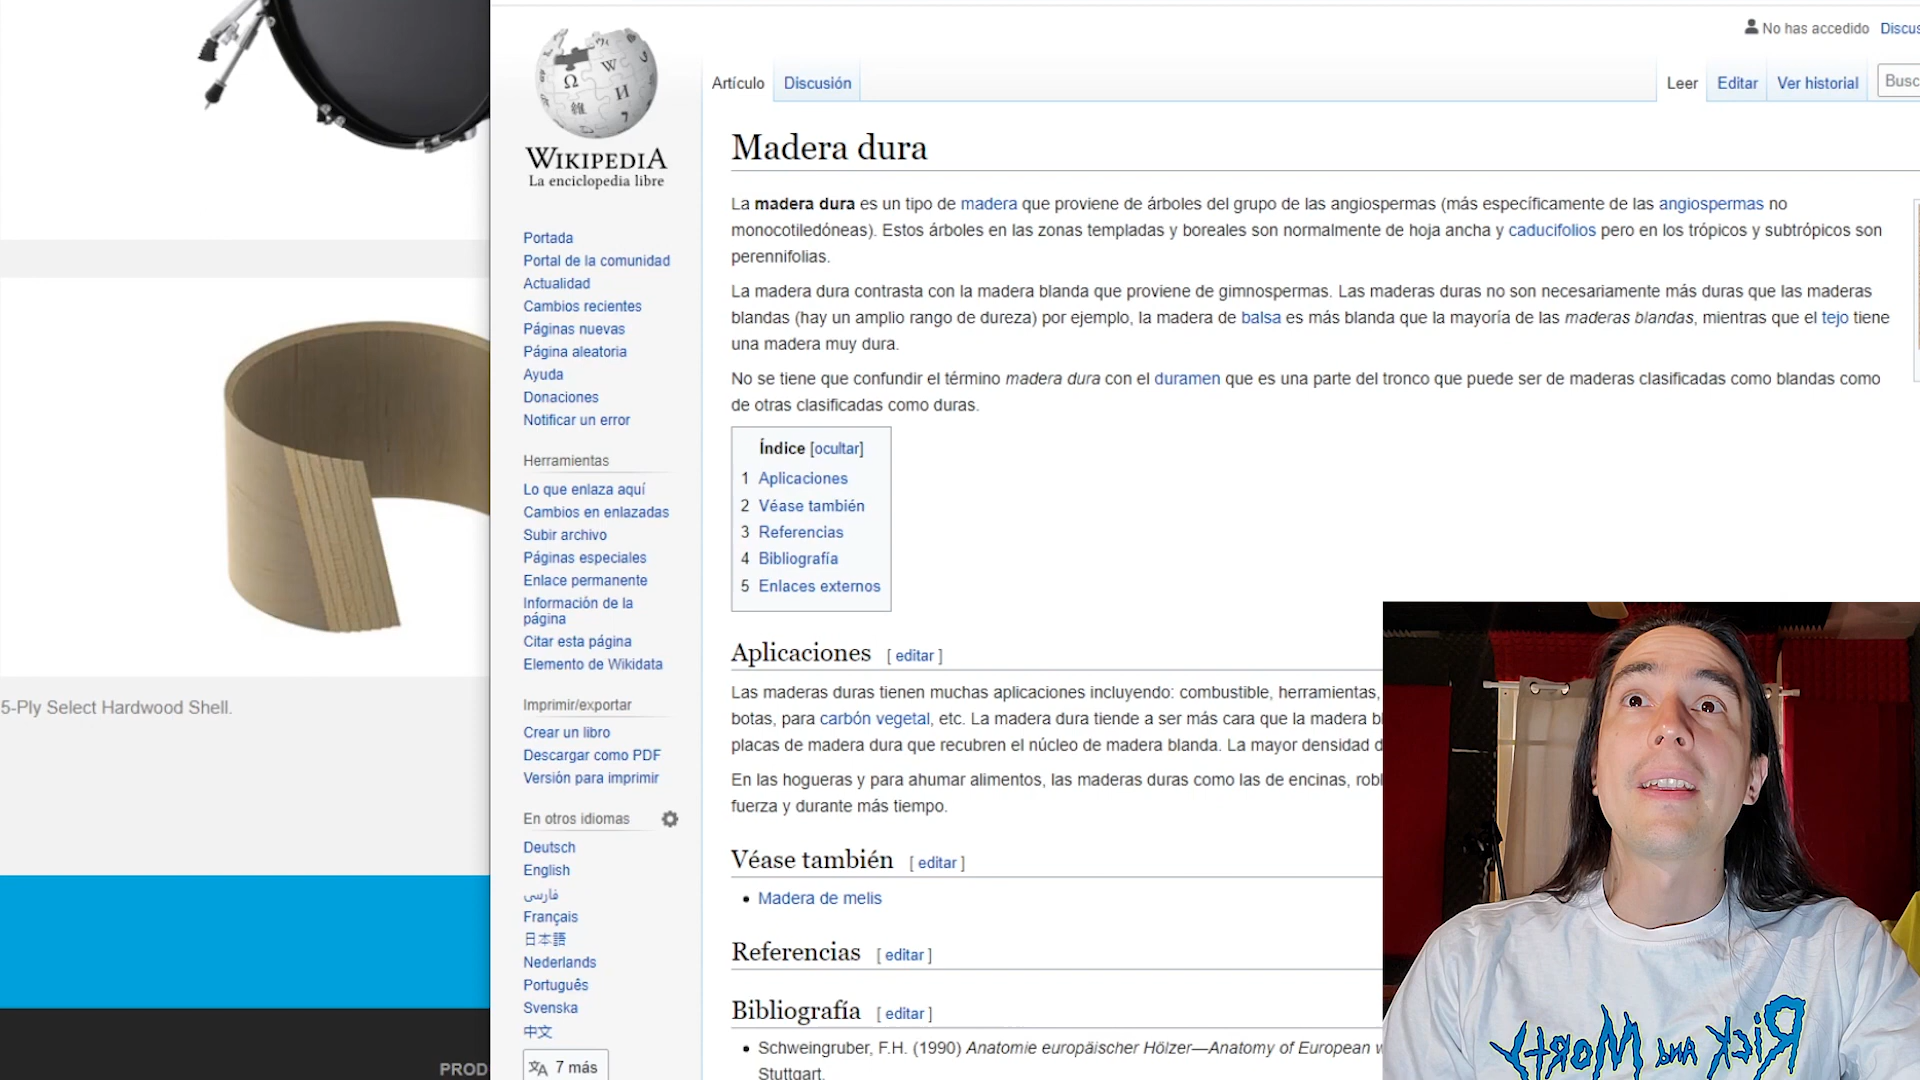 5-Ply Select Hardwood Shell.
PROD
WIKIPEDIA
La enciclopedia libre
Portada
Portal de la comunidad
Actualidad
Cambios recientes
Páginas nuevas
Página aleatoria
Ayuda
Donaciones
Notificar un error
Herramientas
Lo que enlaza aquí
Cambios en enlazadas
Subir archivo
Páginas especiales
Enlace permanente
Información de la
página
Citar esta página
Elemento de Wikidata
Imprimir/exportar
Crear un libro
Descargar como PDF
Versión para imprimir
En otros idiomas
Deutsch
English
فارسی
Français
日本語
Nederlands
Português
Svenska
中文
7 más
No has accedido Discus
Artículo Discusión Leer Editar Ver historial Busc
Madera dura
La madera dura es un tipo de madera que proviene de árboles del grupo de las angiospermas (más específicamente de las angiospermas no
monocotiledóneas). Estos árboles en las zonas templadas y boreales son normalmente de hoja ancha y caducifolios pero en los trópicos y subtrópicos son
perennifolias.
La madera dura contrasta con la madera blanda que proviene de gimnospermas. Las maderas duras no son necesariamente más duras que las maderas
blandas (hay un amplio rango de dureza) por ejemplo, la madera de balsa es más blanda que la mayoría de las maderas blandas, mientras que el tejo tiene
una madera muy dura.
No se tiene que confundir el término madera dura con el duramen que es una parte del tronco que puede ser de maderas clasificadas como blandas como
de otras clasificadas como duras.
Índice [ocultar]
1 Aplicaciones
2 Véase también
3 Referencias
4 Bibliografía
5 Enlaces externos
Aplicaciones [ editar ]
Las maderas duras tienen muchas aplicaciones incluyendo: combustible, herramientas,
botas, para carbón vegetal, etc. La madera dura tiende a ser más cara que la madera bl
placas de madera dura que recubren el núcleo de madera blanda. La mayor densidad d
En las hogueras y para ahumar alimentos, las maderas duras como las de encinas, robl
fuerza y durante más tiempo.
Véase también [ editar ]
• Madera de melis
Referencias [ editar ]
Bibliografía [ editar ]
• Schweingruber, F.H. (1990) Anatomie europäischer Hölzer—Anatomy of European w
Stuttgart.
Rick and Morty